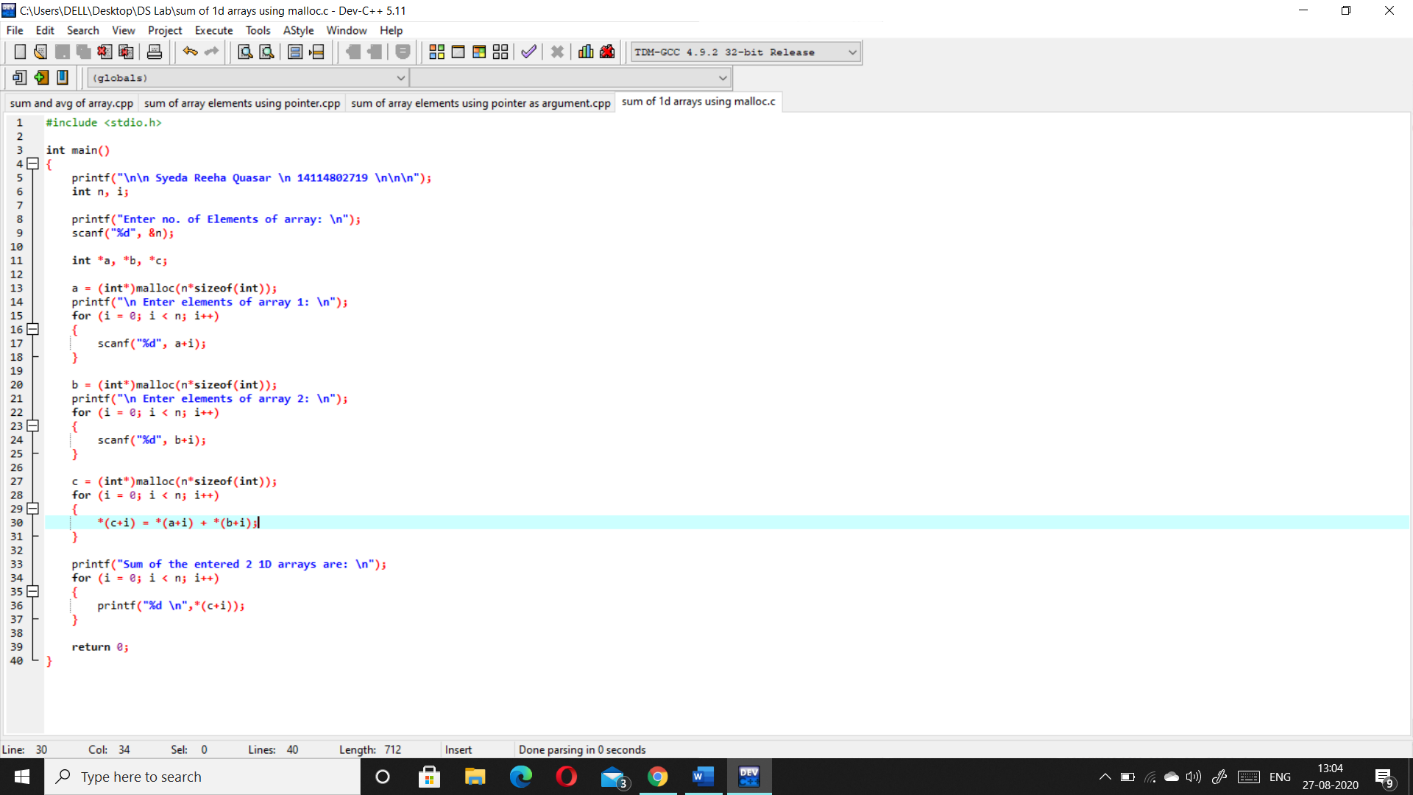 C:\Users\DELL\Desktop\DS Lab\sum of 1d arrays using malloc.c - Dev-C++ 5.11
File Edit Search View Project Execute Tools AStyle Window Help
TDM-GCC 4.9.2 32-bit Release
(globals)
sum and avg of array.cpp sum of array elements using pointer.cpp sum of array elements using pointer as argument.cpp sum of 1d arrays using malloc.c
1 #include <stdio.h>
2
3 int main()
4 {
5 printf("\n\n Syeda Reeha Quasar \n 14114802719 \n\n\n");
6 int n, i;
7
8 printf("Enter no. of Elements of array: \n");
9 scanf("%d", &n);
10
11 int *a, *b, *c;
12
13 a = (int*)malloc(n*sizeof(int));
14 printf("\n Enter elements of array 1: \n");
15 for (i = 0; i < n; i++)
16 {
17 scanf("%d", a+i);
18 }
19
20 b = (int*)malloc(n*sizeof(int));
21 printf("\n Enter elements of array 2: \n");
22 for (i = 0; i < n; i++)
23 {
24 scanf("%d", b+i);
25 }
26
27 c = (int*)malloc(n*sizeof(int));
28 for (i = 0; i < n; i++)
29 {
30 *(c+i) = *(a+i) + *(b+i);
31 }
32
33 printf("Sum of the entered 2 1D arrays are: \n");
34 for (i = 0; i < n; i++)
35 {
36 printf("%d \n",*(c+i));
37 }
38
39 return 0;
40 }
Line: 30 Col: 34 Sel: 0 Lines: 40 Length: 712 Insert Done parsing in 0 seconds
Type here to search
3
W
DEV
C++
ENG
13:04
27-08-2020
9